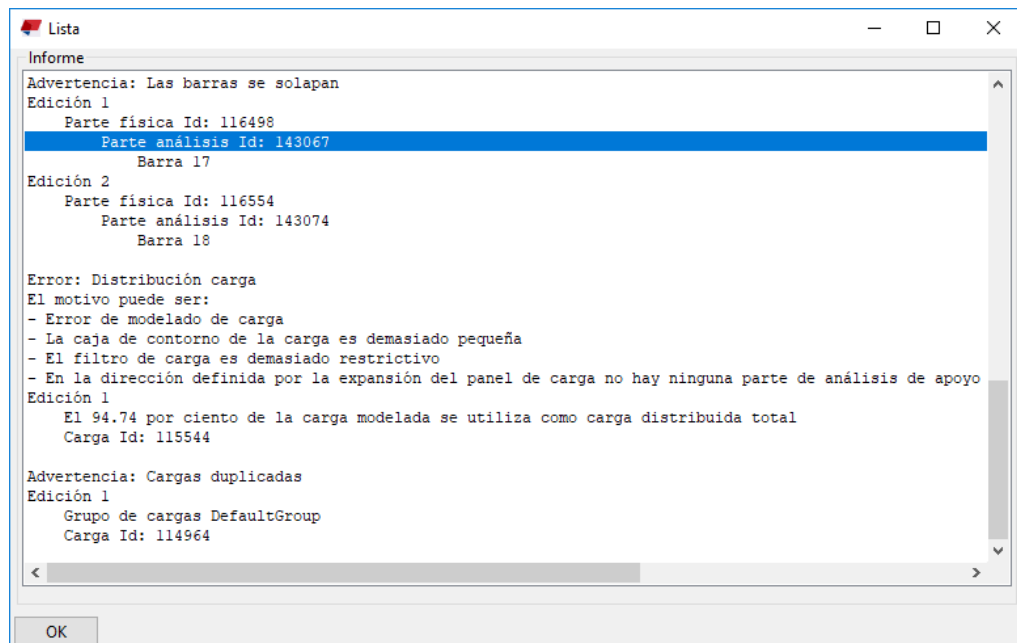 Lista
Informe
Advertencia: Las barras se solapan
Edición 1
Parte física Id: 116498
Parte análisis Id: 143067
Barra 17
Edición 2
Parte física Id: 116554
Parte análisis Id: 143074
Barra 18
Error: Distribución carga
El motivo puede ser:
- Error de modelado de carga
- La caja de contorno de la carga es demasiado pequeña
- El filtro de carga es demasiado restrictivo
- En la dirección definida por la expansión del panel de carga no hay ninguna parte de análisis de apoyo
Edición 1
El 94.74 por ciento de la carga modelada se utiliza como carga distribuida total
Carga Id: 115544
Advertencia: Cargas duplicadas
Edición 1
Grupo de cargas DefaultGroup
Carga Id: 114964
OK